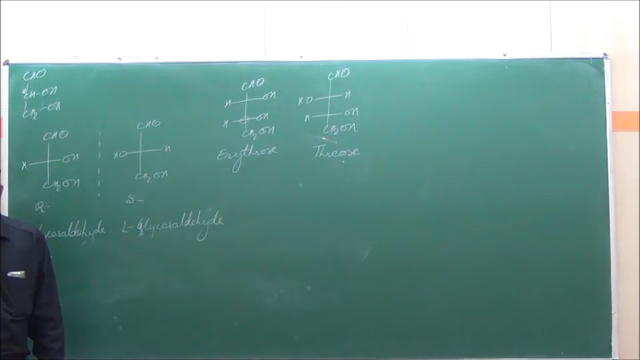 CHO
CH-OH
CH2-OH
CHO
H OH
CH2OH
R-
CHO
HO H
CH2OH
S-
L-glyceraldehyde
CHO
H OH
H OH
CH2OH
Erythrose
CHO
HO H
H OH
CH2OH
Threose